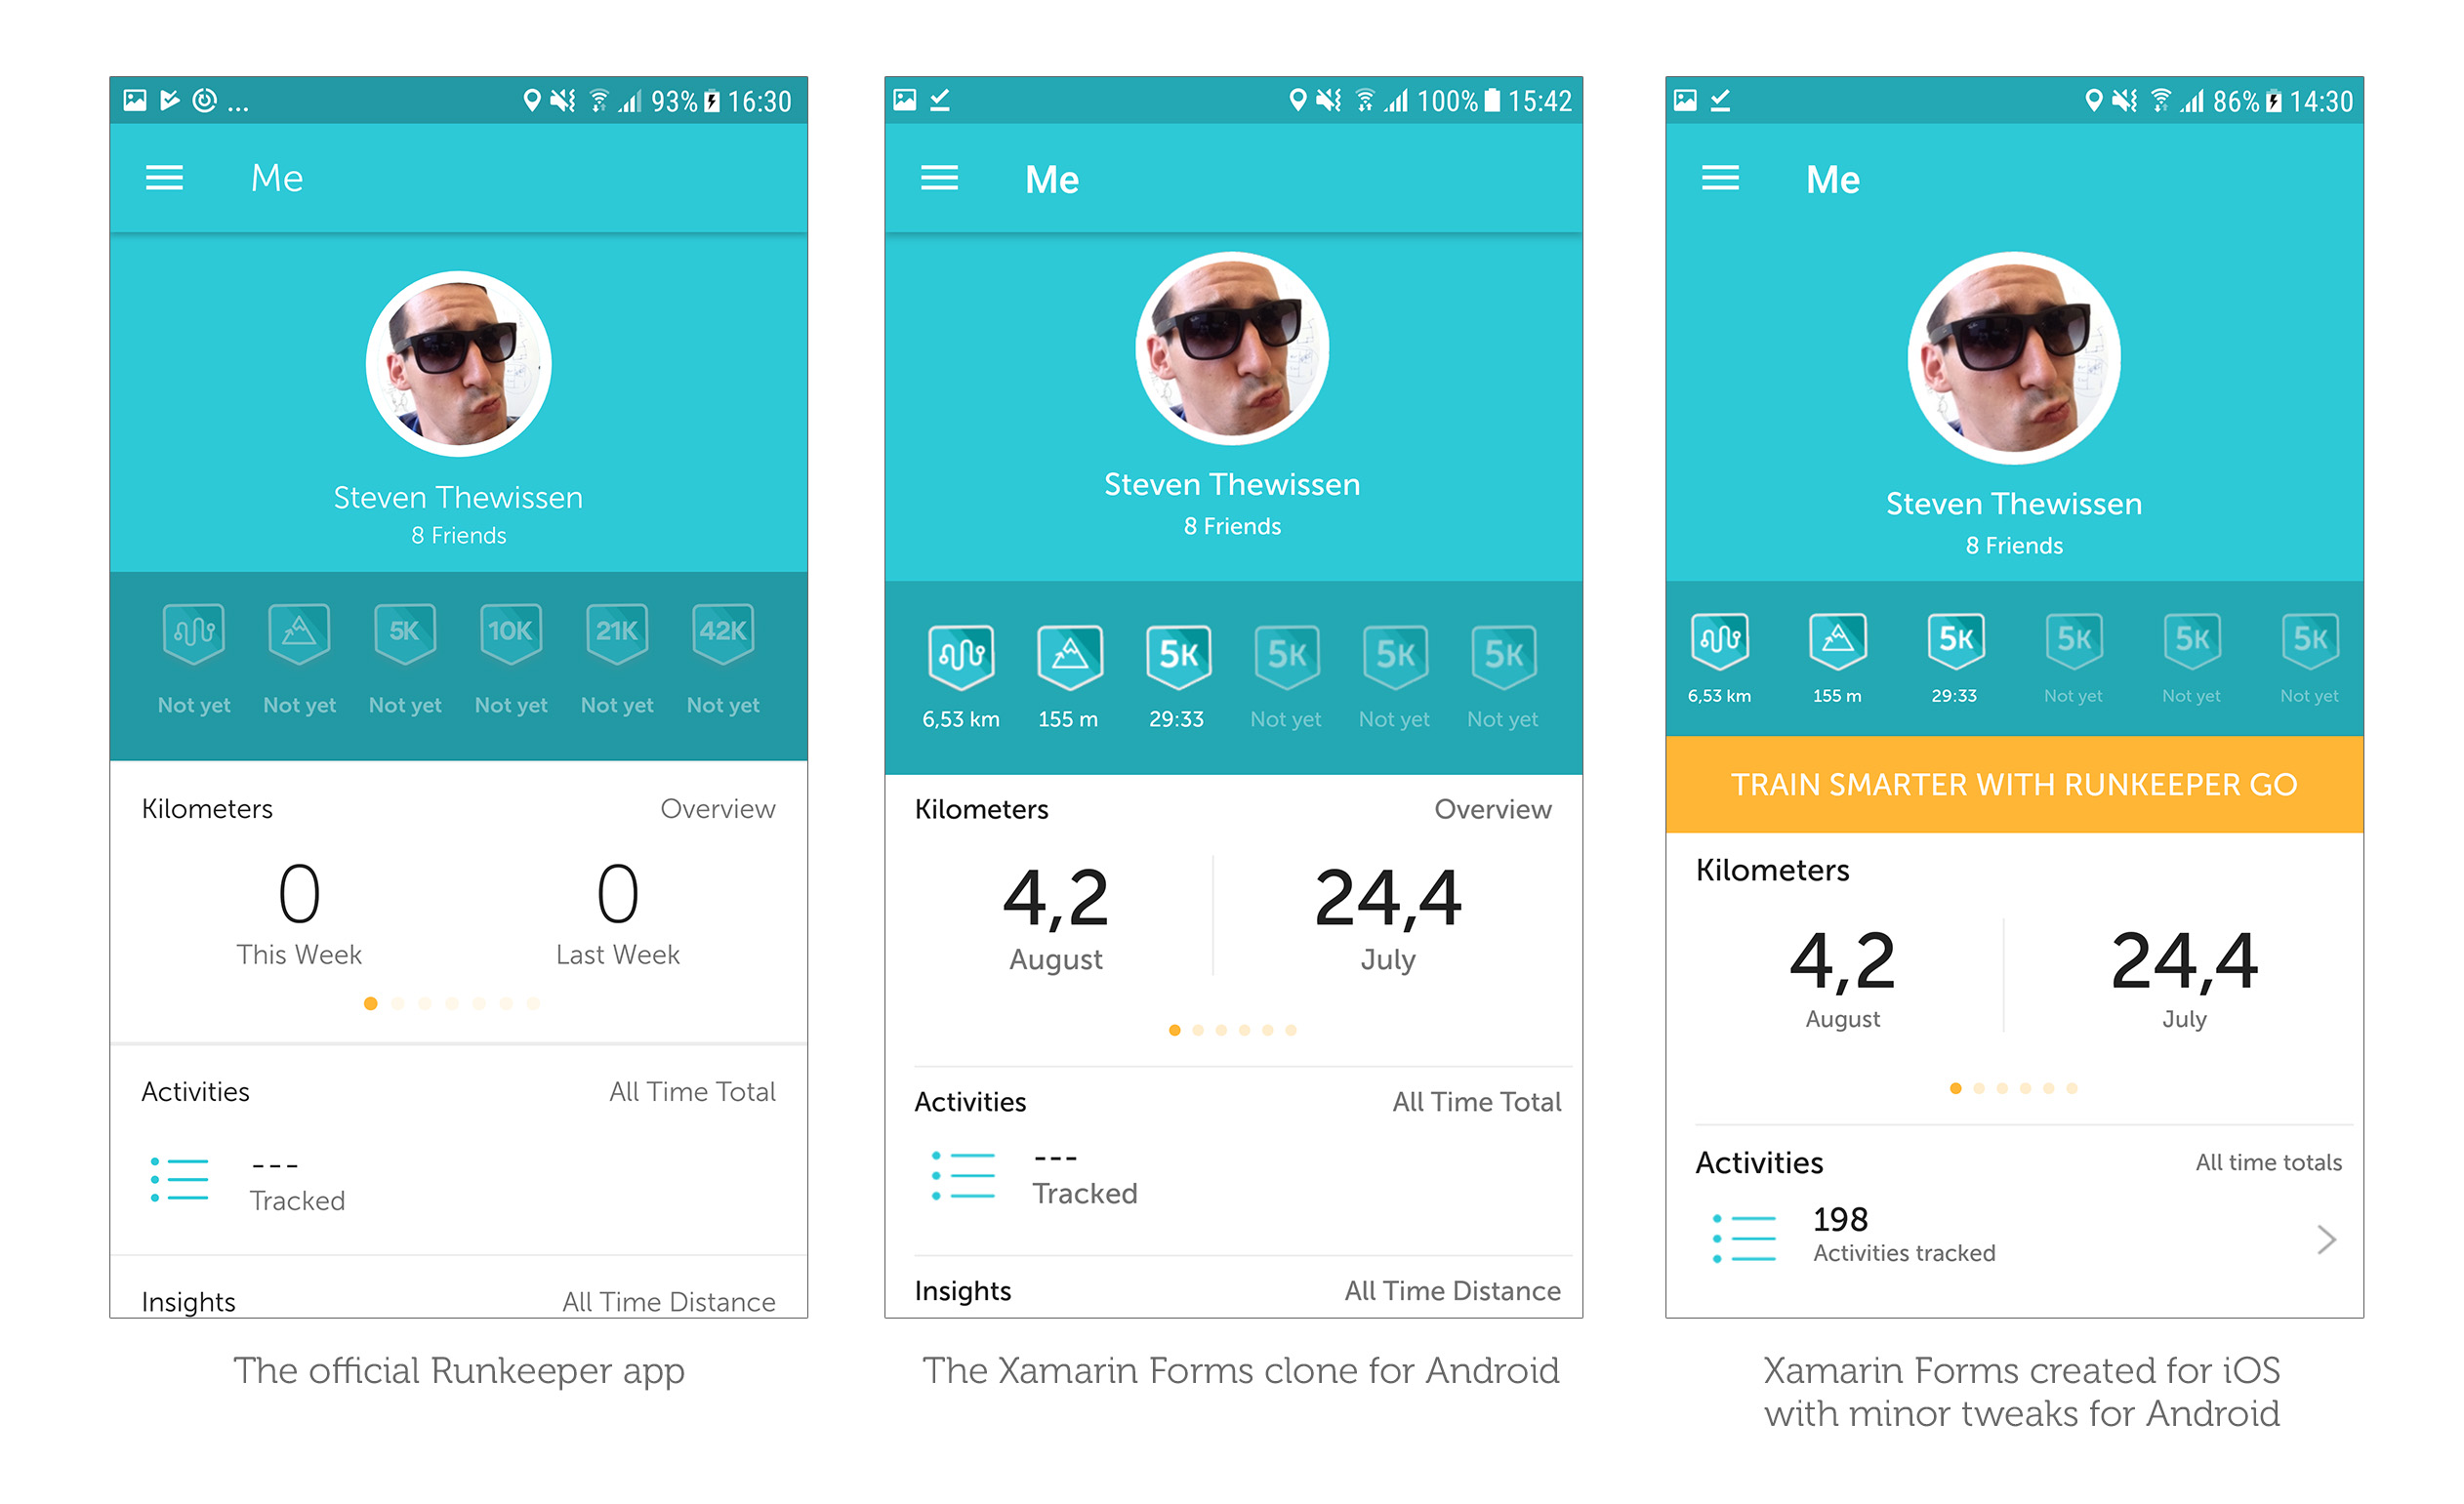 ... 93% 16:30
Me
Steven Thewissen
8 Friends
5K 10K 21K 42K
Not yet Not yet Not yet Not yet Not yet Not yet
Kilometers Overview
0 0
This Week Last Week
Activities All Time Total
---
Tracked
Insights All Time Distance
The official Runkeeper app
100% 15:42
Me
Steven Thewissen
8 Friends
5K 5K 5K 5K
6,53 km 155 m 29:33 Not yet Not yet Not yet
Kilometers Overview
4,2 24,4
August July
Activities All Time Total
---
Tracked
Insights All Time Distance
The Xamarin Forms clone for Android
86% 14:30
Me
Steven Thewissen
8 Friends
5K 5K 5K 5K
6,53 km 155 m 29:33 Not yet Not yet Not yet
TRAIN SMARTER WITH RUNKEEPER GO
Kilometers
4,2 24,4
August July
Activities All time totals
198
Activities tracked
Xamarin Forms created for iOS
with minor tweaks for Android